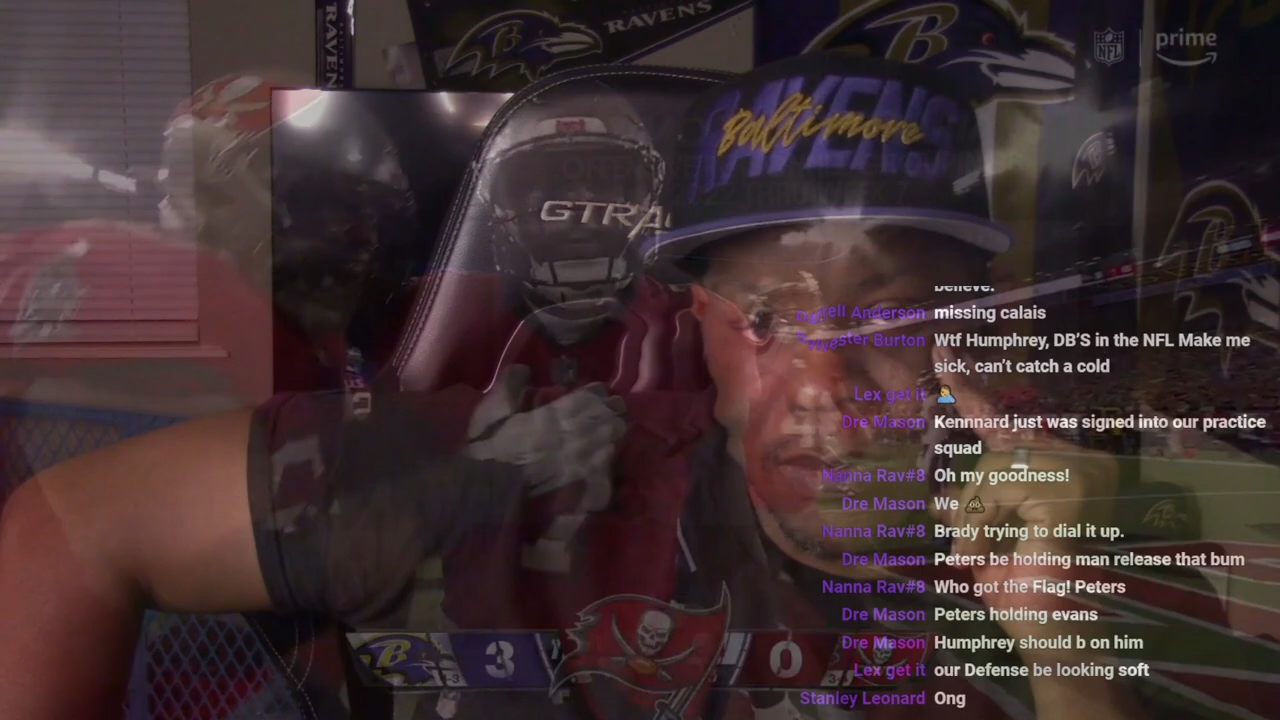 RAVENS
RAVEN
NFL
prime
RAVENS
Baltimore
GTRA
believe.
Anderson missing calais
Burton Wtf Humphrey, DB'S in the NFL Make me
sick, can't catch a cold
Lex get it 🤦
Dre Mason Kennnard just was signed into our practice
squad
Nanna Rav#8 Oh my goodness!
Dre Mason We 💩
Nanna Rav#8 Brady trying to dial it up.
Dre Mason Peters be holding man release that bum
Nanna Rav#8 Who got the Flag! Peters
Dre Mason Peters holding evans
Dre Mason Humphrey should b on him
Lex get it our Defense be looking soft
Stanley Leonard Ong
3
0